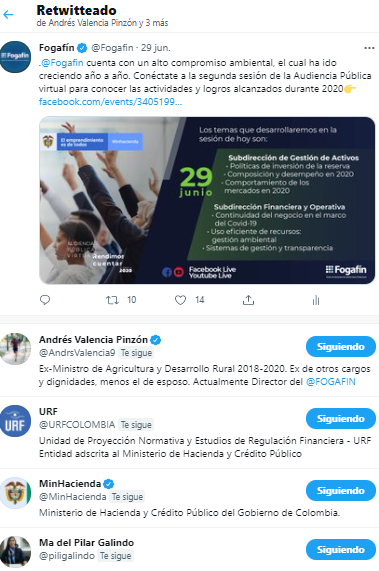 Retwitteado
de Andrés Valencia Pinzón y 3 más
Fogafín @Fogafin · 29 jun.
.@Fogafin cuenta con un alto compromiso ambiental, el cual ha ido
creciendo año a año. Conéctate a la segunda sesión de la Audiencia Pública
virtual para conocer las actividades y logros alcanzados durante 2020👉
facebook.com/events/3405199...
Fogafín
El emprendimiento
es de todos
Minhacienda
Los temas que desarrollaremos en la
sesión de hoy son:
29
junio
Subdirección de Gestión de Activos
· Políticas de inversión de la reserva
· Composición y desempeño en 2020
· Comportamiento de los
mercados en 2020
Subdirección Financiera y Operativa
· Continuidad del negocio en el marco
del Covid-19
· Uso eficiente de recursos:
gestión ambiental
· Sistemas de gestión y transparencia
AUDIENCIA
PÚBLICA
VIRTUAL
Rendimos
cuentas
2020
Facebook Live
Youtube Live
Fogafín
10
14
Andrés Valencia Pinzón
@AndrsValencia9 Te sigue
Siguiendo
Ex-Ministro de Agricultura y Desarrollo Rural 2018-2020. Ex de otros cargos
y dignidades, menos el de esposo. Actualmente Director del @FOGAFIN
URF
URF
@URFCOLOMBIA Te sigue
Siguiendo
Unidad de Proyección Normativa y Estudios de Regulación Financiera - URF
Entidad adscrita al Ministerio de Hacienda y Crédito Público
MinHacienda
@MinHacienda Te sigue
Siguiendo
Ministerio de Hacienda y Crédito Público del Gobierno de Colombia.
Ma del Pilar Galindo
@piligalindo Te sigue
Siguiendo